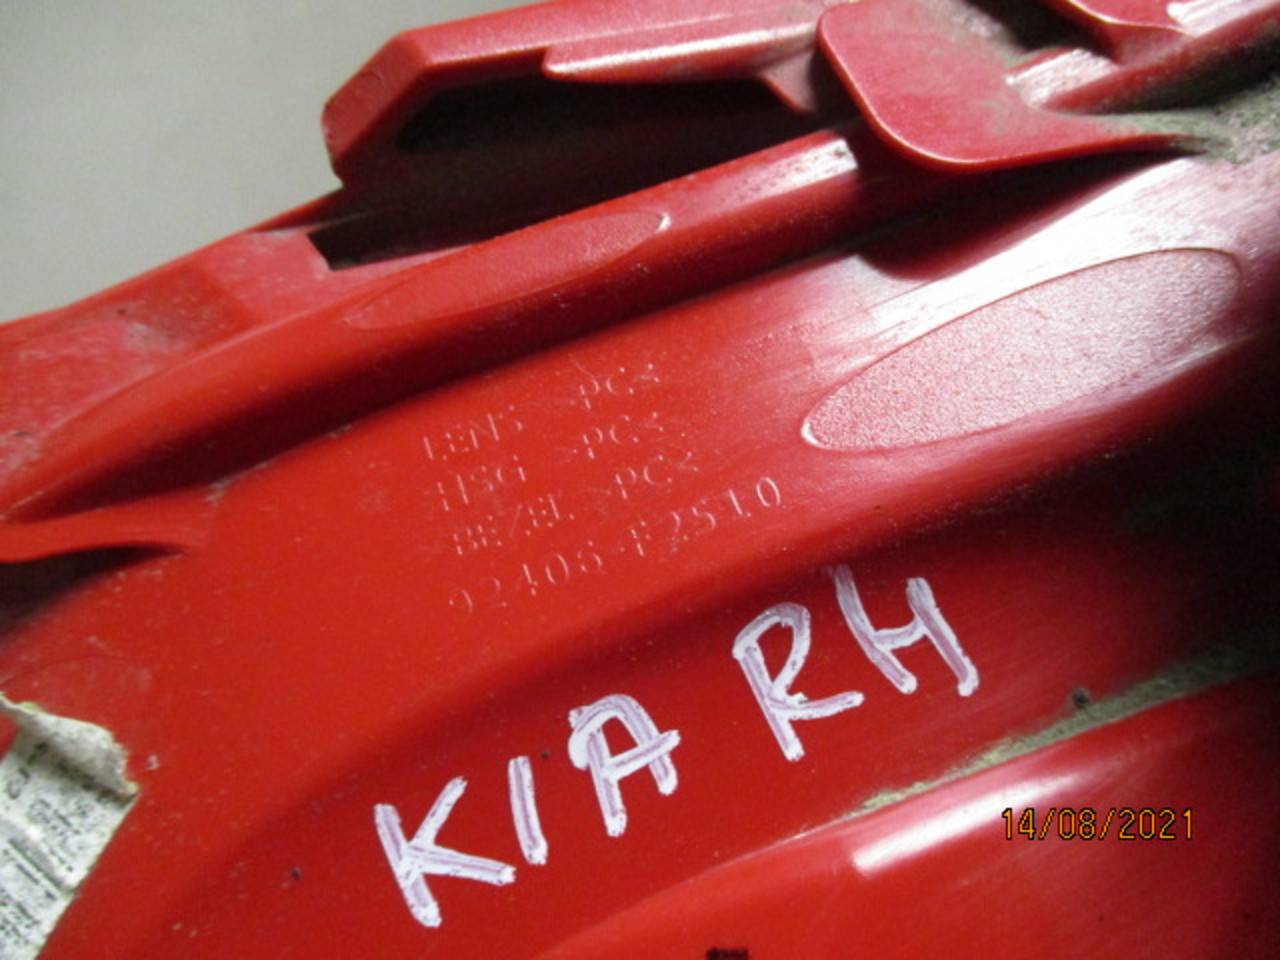 LENS >PC<
HSG >PC<
BEZEL >PC<
92406-F2510
KIA RH
14/08/2021